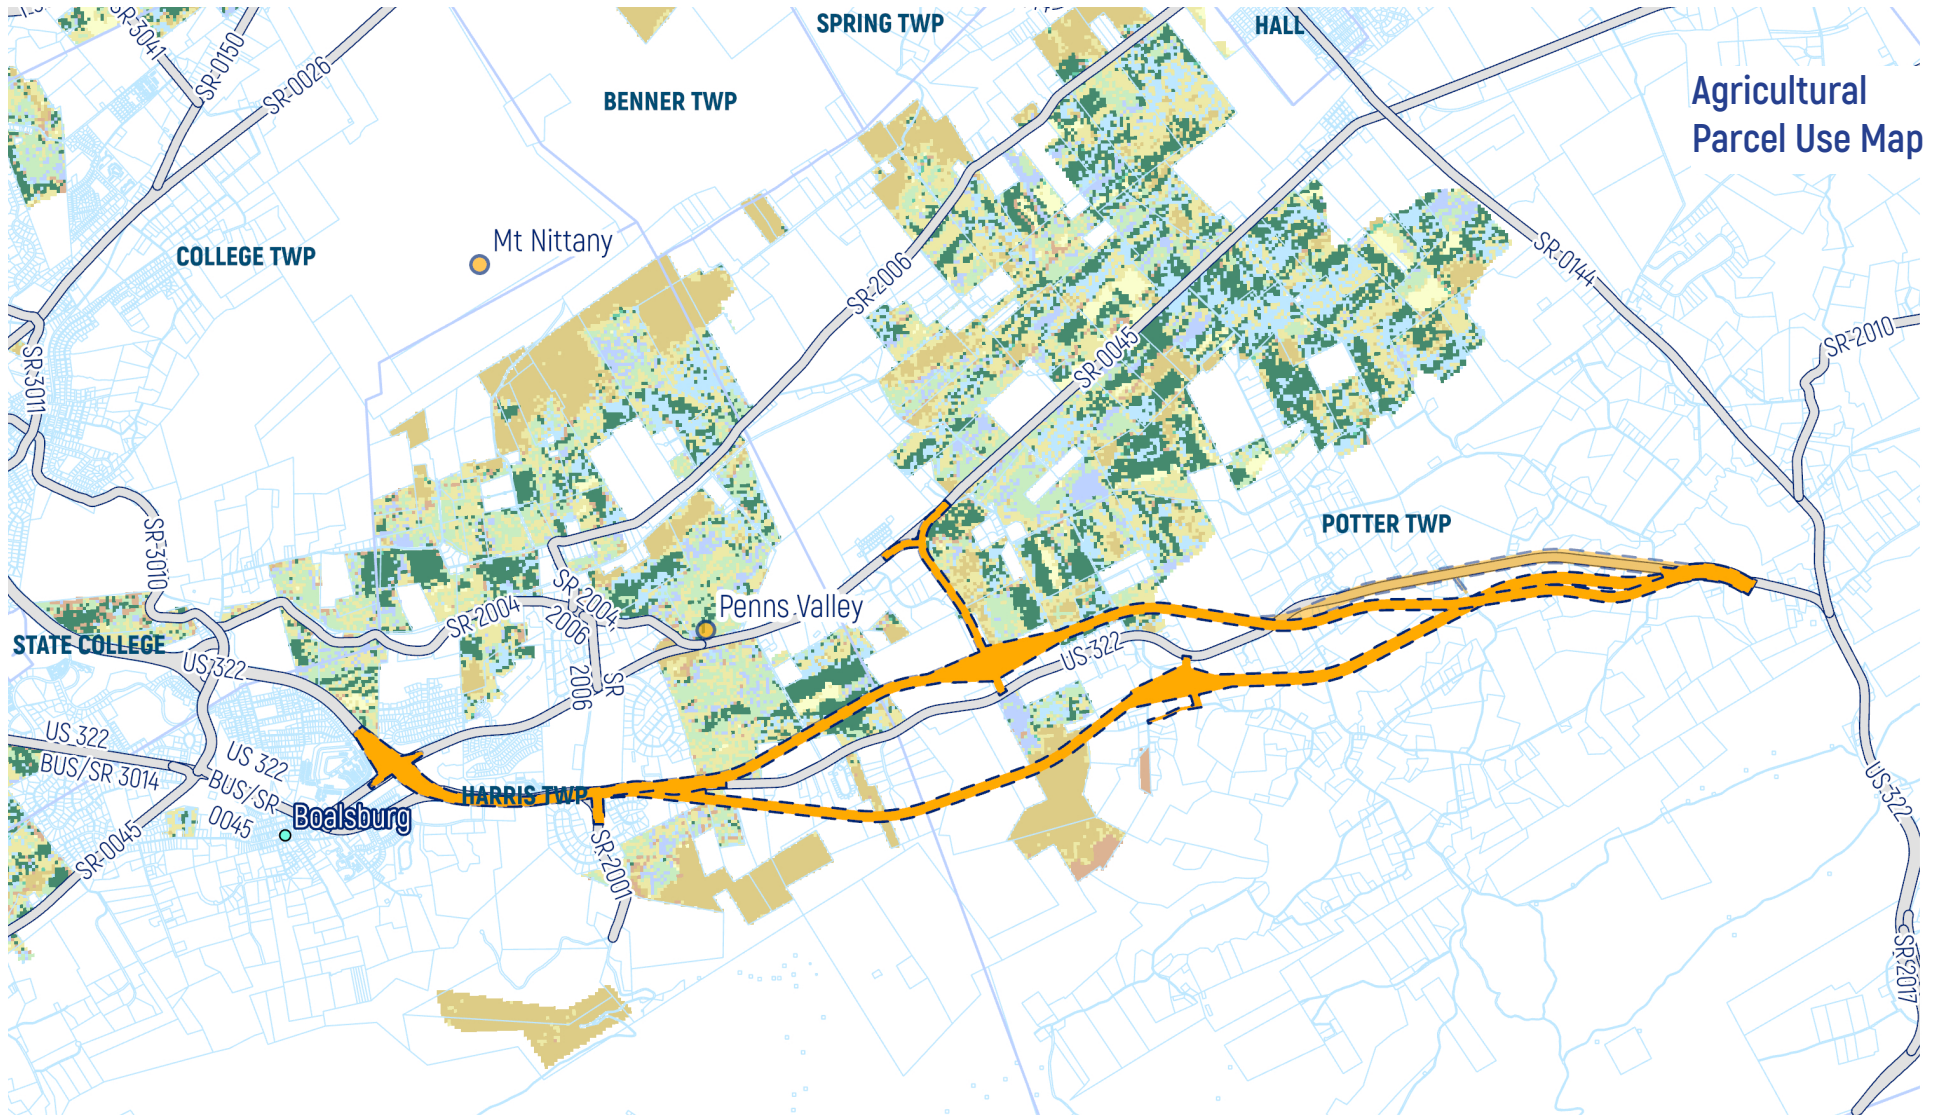 SR-3041
SR-0150
SR-0026
SPRING TWP
HALL
BENNER TWP
Agricultural
Parcel Use Map
COLLEGE TWP
Mt Nittany
SR-2006
SR-0144
SR-2010
SR 3011
SR-0045
POTTER TWP
SR-3010
SR-2004
SR 2004,
2006
Penns Valley
STATE COLLEGE
US 322
US-322
SR
2006
US 322
BUS/SR 3014
US 322
BUS/SR
0045
HARRIS TWP
Boalsburg
SR-0045
SR-2001
US-322
SR-2017